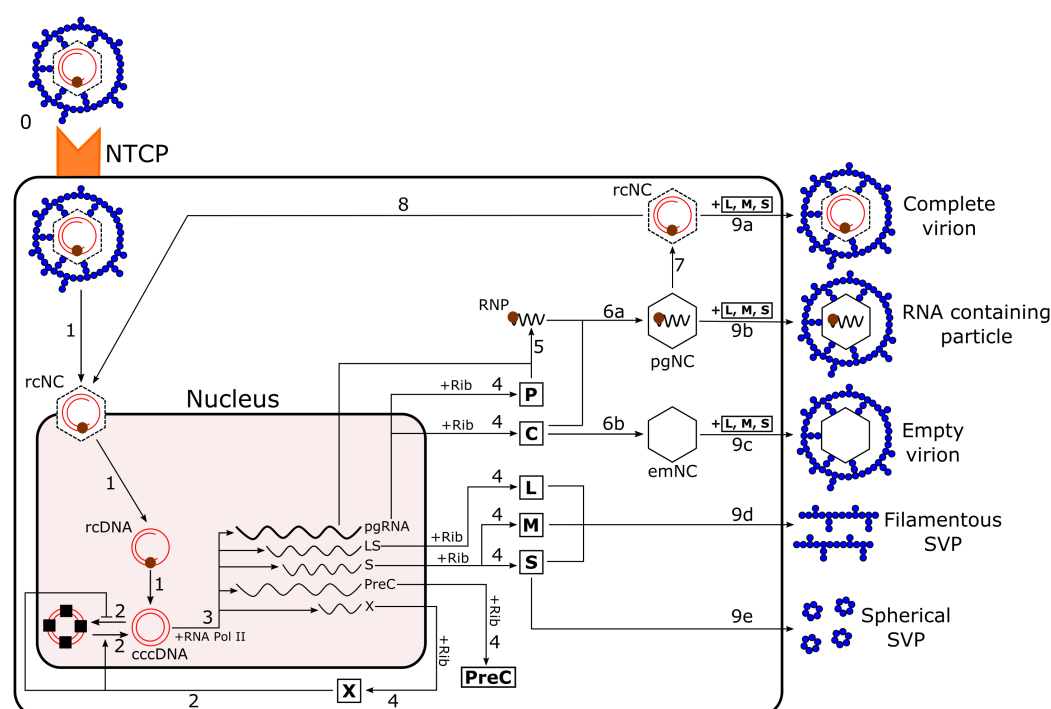 0
NTCP
rcNC
+L, M, S
9a
Complete
virion
8
7
1
RNP
6a
+L, M, S
9b
RNA containing
particle
5
pgNC
rcNC
+Rib
4
P
Nucleus
+Rib
4
C
6b
+L, M, S
9c
Empty
virion
emNC
1
4
L
rcDNA
pgRNA
4
M
9d
Filamentous
SVP
LS
+Rib
4
S
S
1
PreC
+Rib
4
X
9e
Spherical
SVP
2
2
3
+RNA Pol II
cccDNA
+Rib
PreC
2
X
4